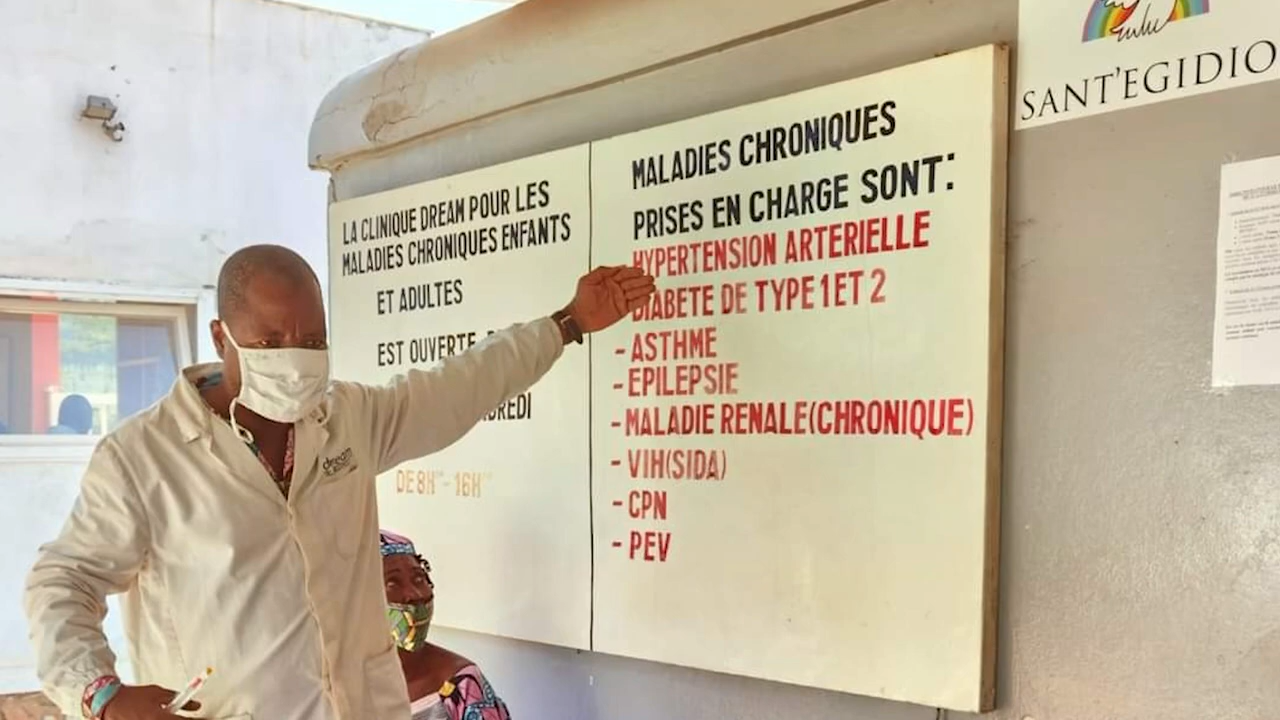 LA CLINIQUE DREAM POUR LES
MALADIES CHRONIQUES ENFANTS
ET ADULTES
EST OUVERTE
DE 8H - 16H
MALADIES CHRONIQUES
PRISES EN CHARGE SONT:
HYPERTENSION ARTERIELLE
DIABETE DE TYPE 1 ET 2
- ASTHME
- EPILEPSIE
- MALADIE RENALE (CHRONIQUE)
- VIH (SIDA)
- CPN
- PEV
SANT'EGIDIO
dream